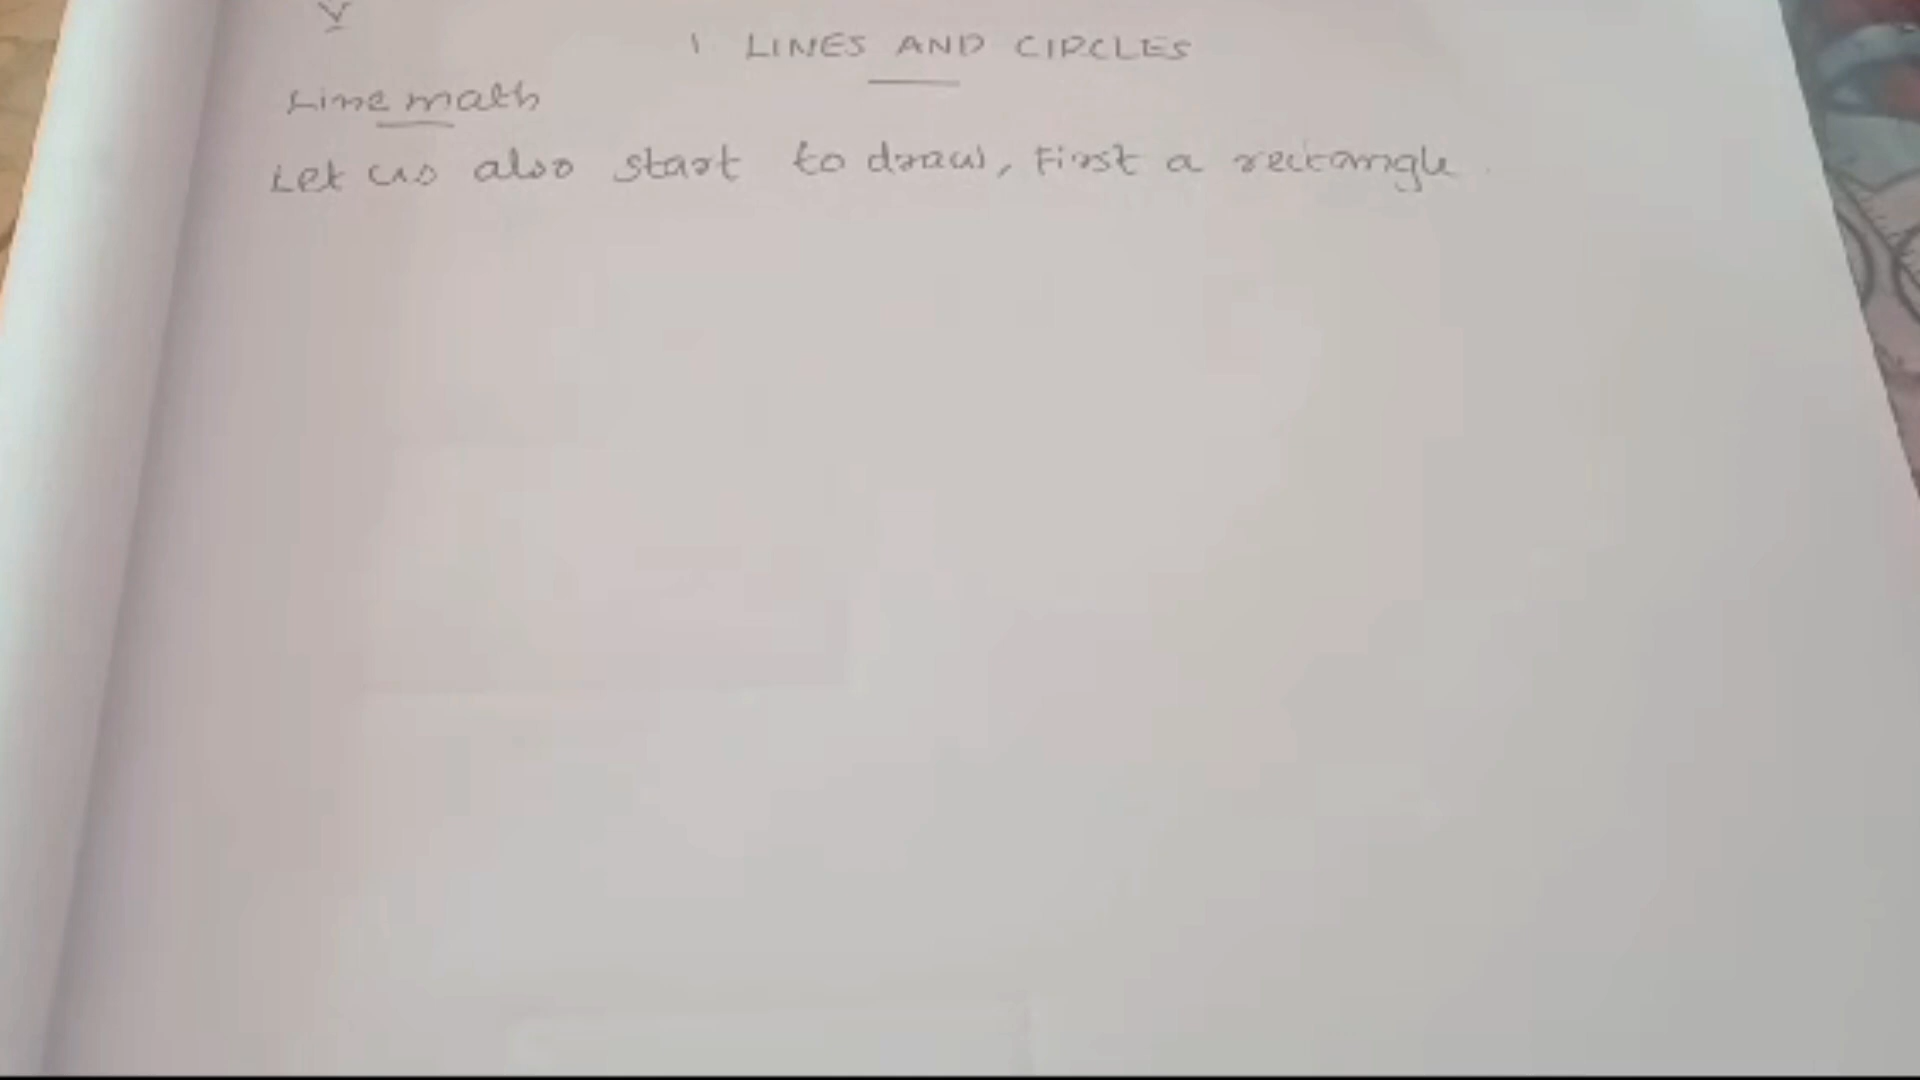 V
1 LINES AND CIRCLES
Line math
Let us also start to draw, First a rectangle.